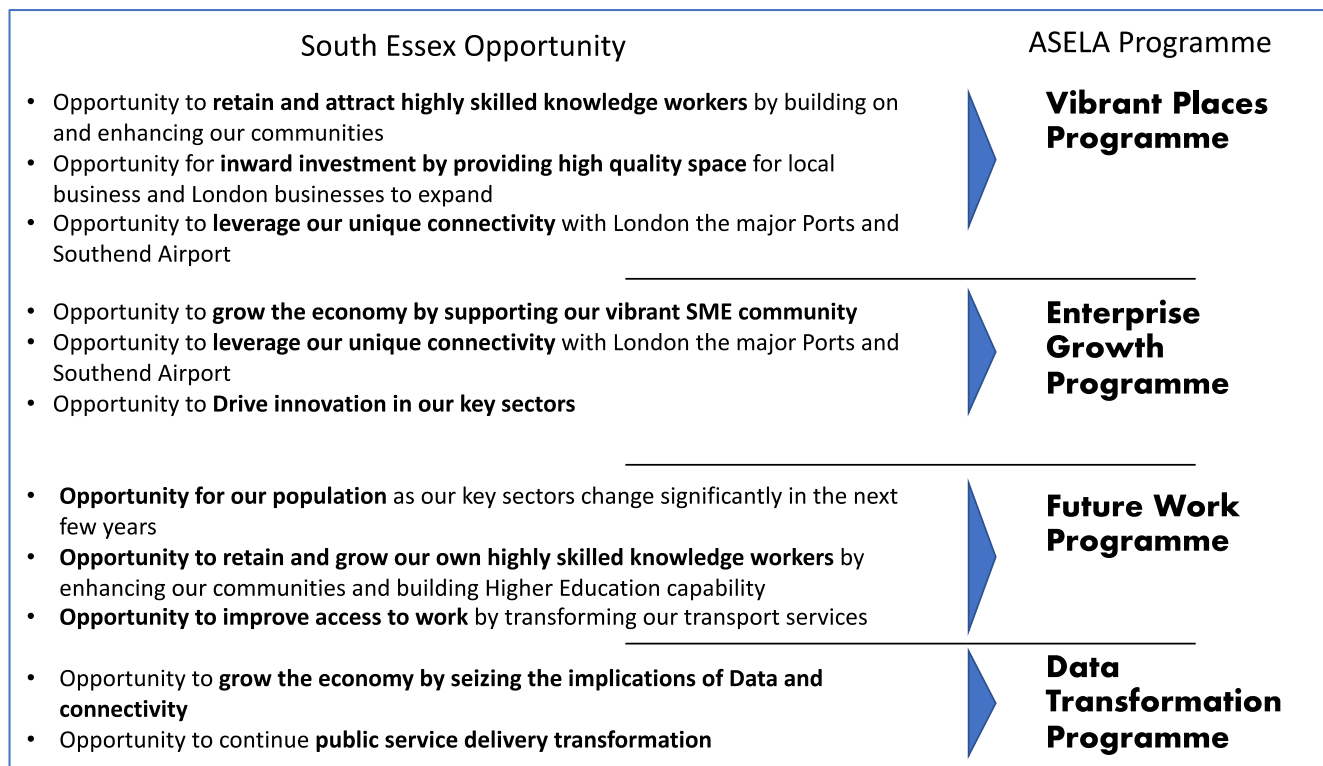 South Essex Opportunity
ASELA Programme
• Opportunity to retain and attract highly skilled knowledge workers by building on
and enhancing our communities
• Opportunity for inward investment by providing high quality space for local
business and London businesses to expand
• Opportunity to leverage our unique connectivity with London the major Ports and
Southend Airport
Vibrant Places
Programme
• Opportunity to grow the economy by supporting our vibrant SME community
• Opportunity to leverage our unique connectivity with London the major Ports and
Southend Airport
• Opportunity to Drive innovation in our key sectors
Enterprise
Growth
Programme
• Opportunity for our population as our key sectors change significantly in the next
few years
• Opportunity to retain and grow our own highly skilled knowledge workers by
enhancing our communities and building Higher Education capability
• Opportunity to improve access to work by transforming our transport services
Future Work
Programme
• Opportunity to grow the economy by seizing the implications of Data and
connectivity
• Opportunity to continue public service delivery transformation
Data
Transformation
Programme